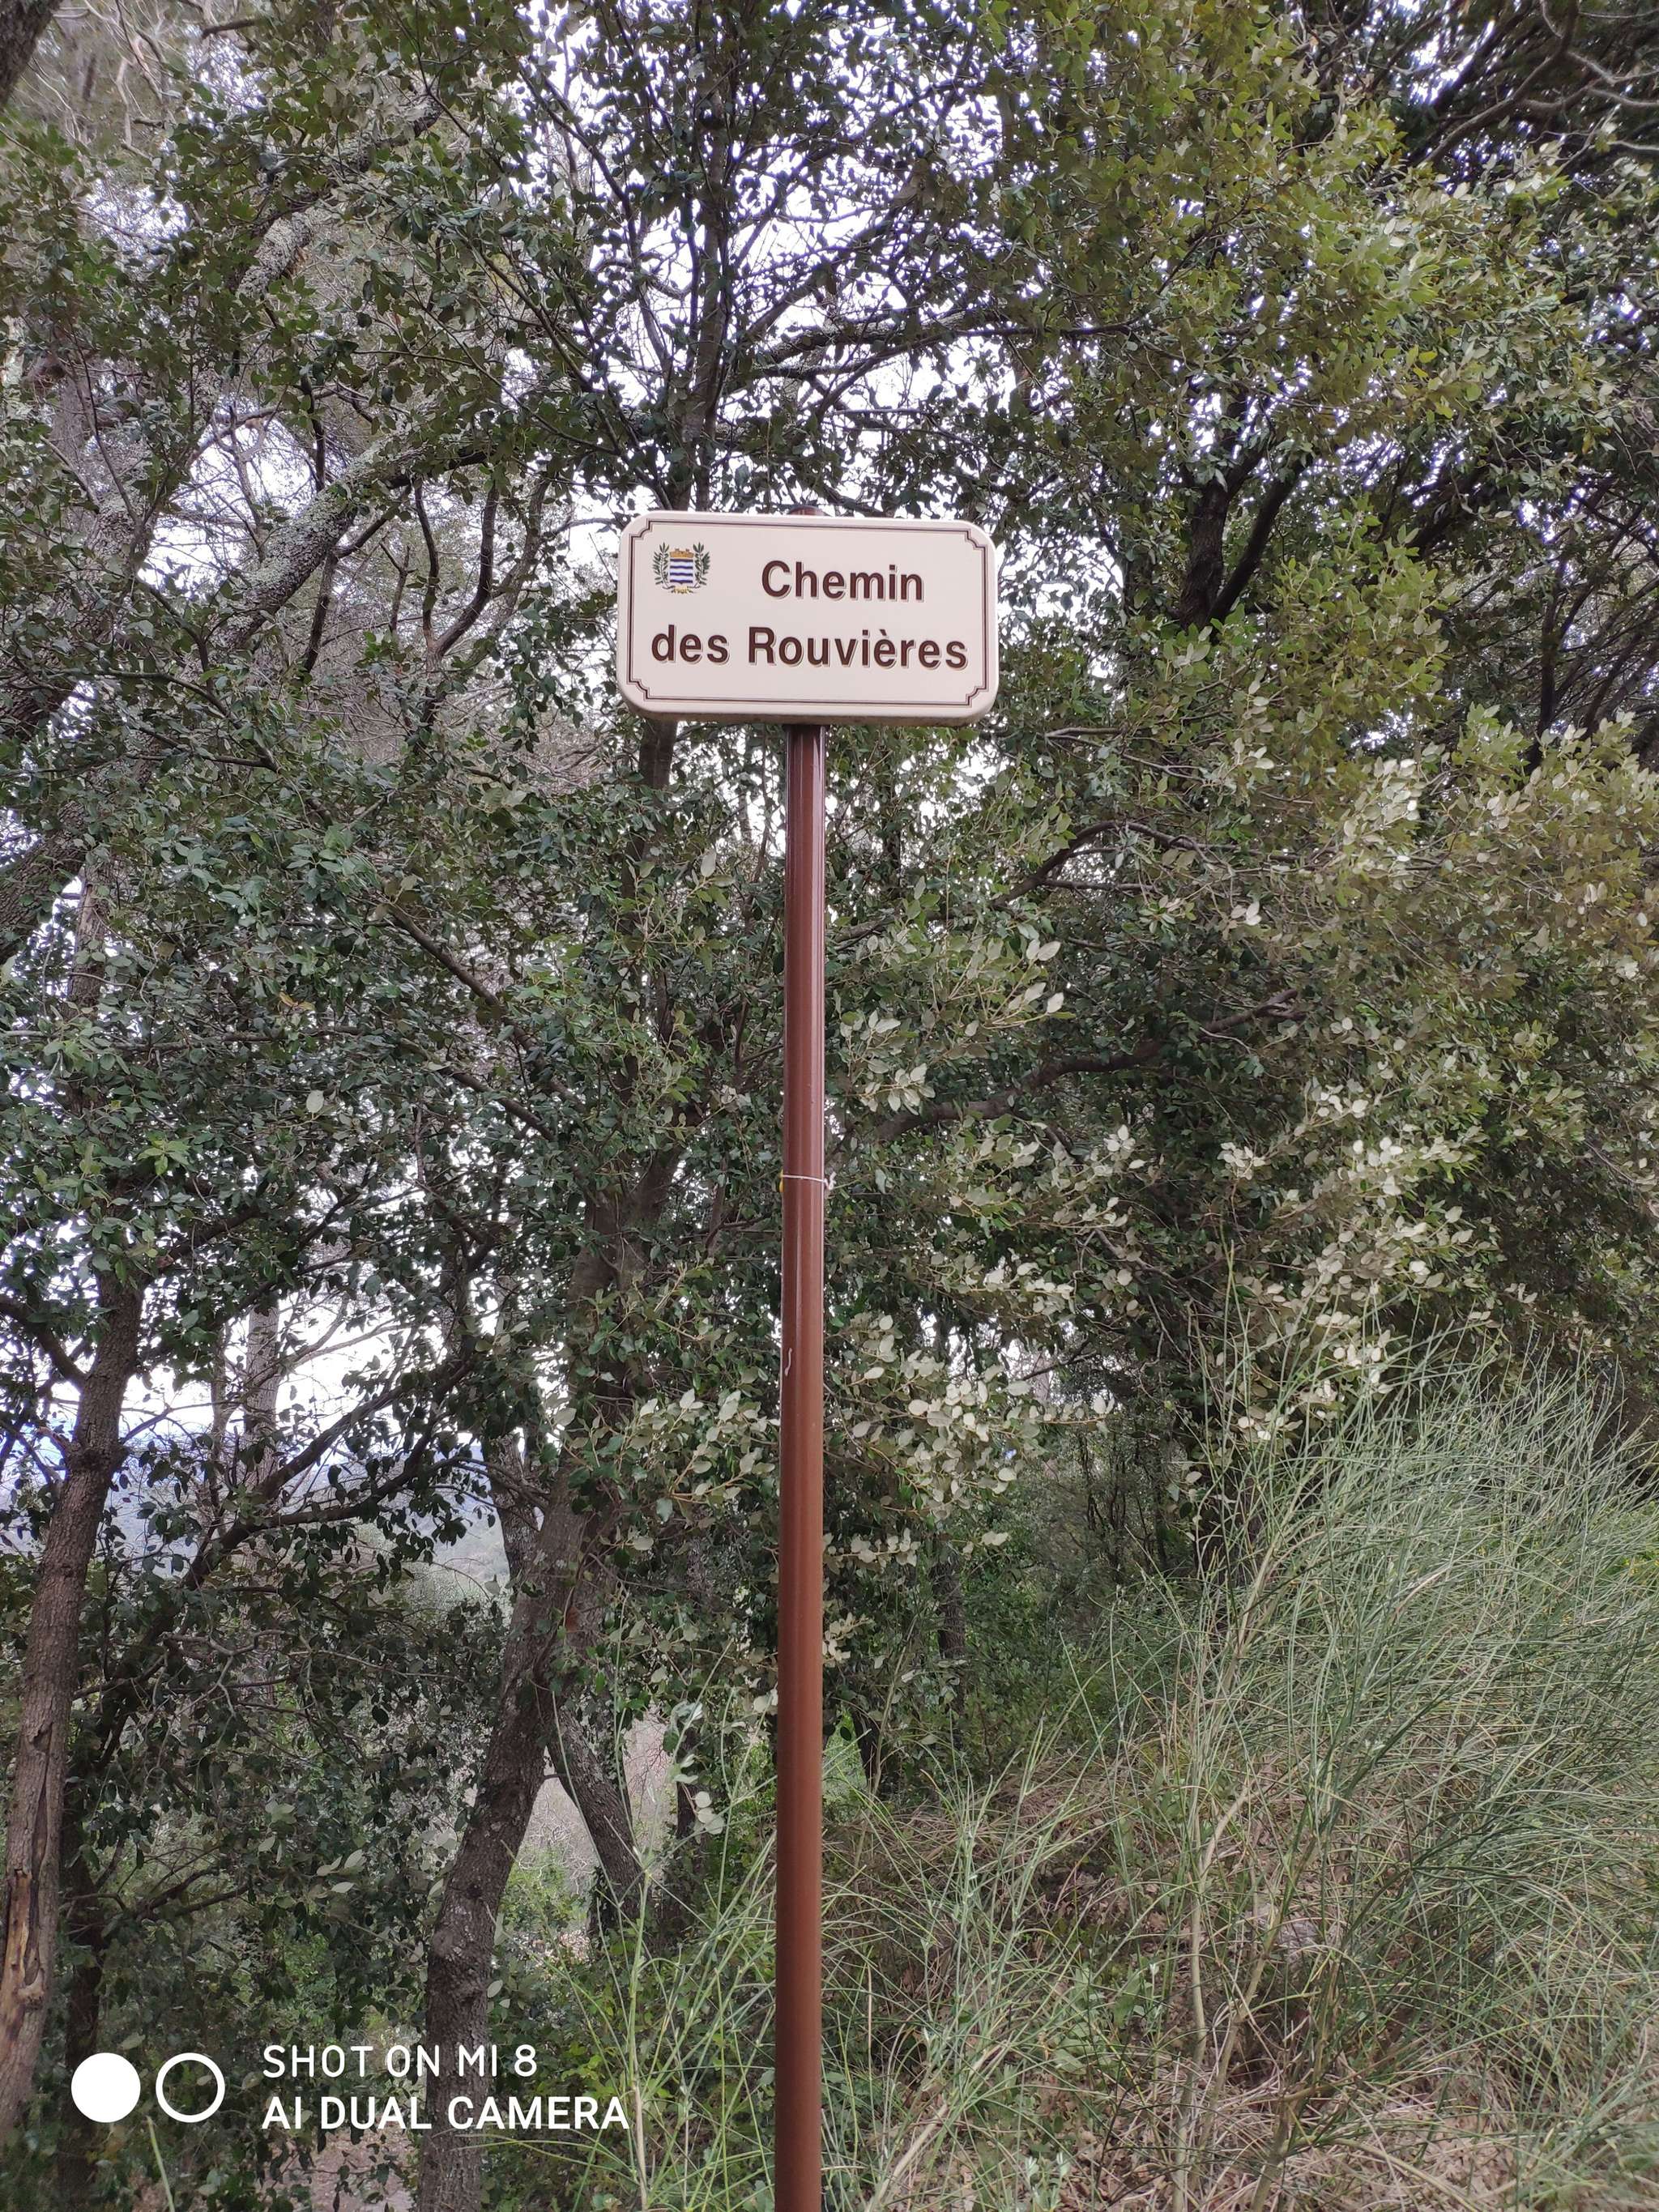 Chemin
des Rouvières
SHOT ON MI 8
AI DUAL CAMERA